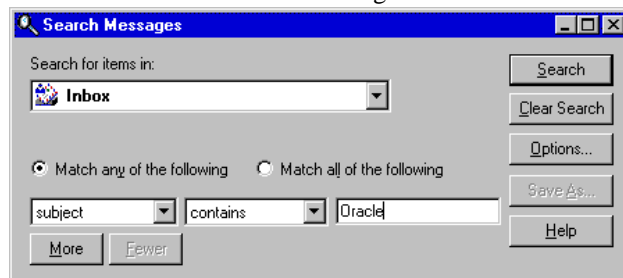 Search Messages
Search for items in:
Inbox
Search
Clear Search
Options...
Match any of the following   Match all of the following
Save As...
subject   contains   Oracle
Help
More   Fewer